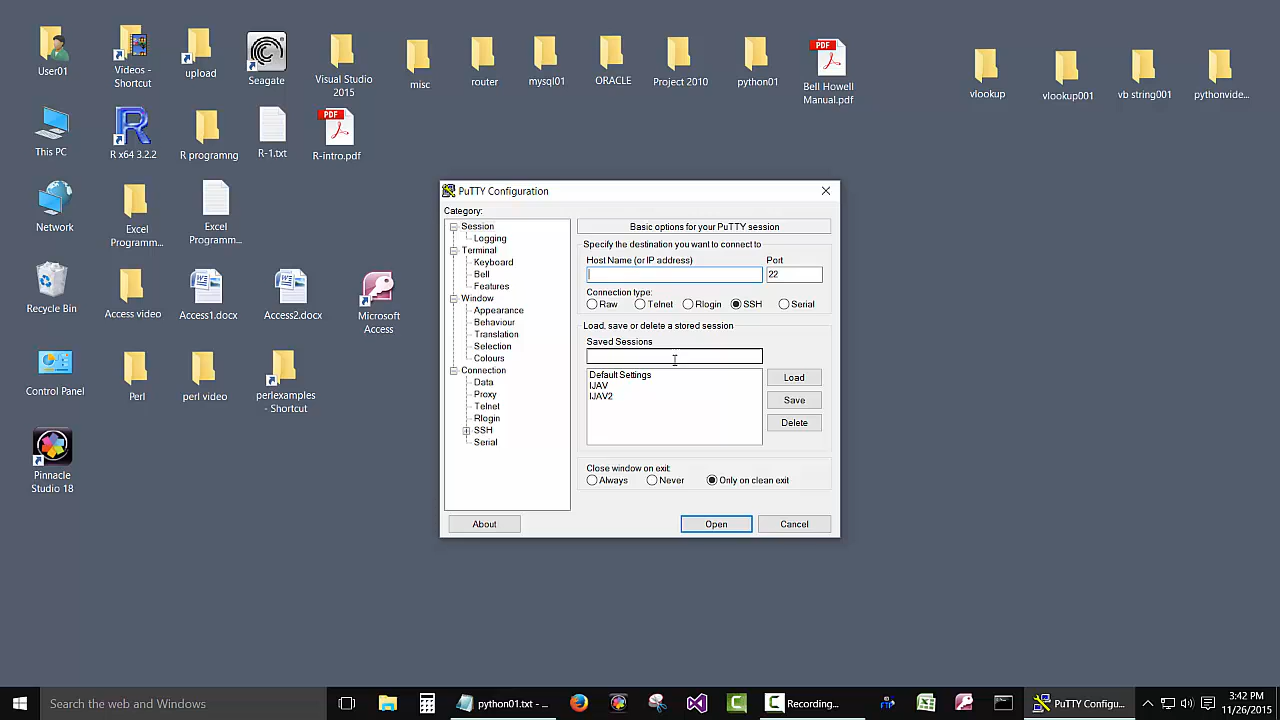 User01
Videos -
Shortcut
upload
Seagate
Visual Studio
2015
misc
router
mysql01
ORACLE
Project 2010
python01
PDF
Bell Howell
Manual.pdf
vlookup
vlookup001
vb string001
pythonvide...
This PC
R x64 3.2.2
R programng
R-1.txt
PDF
R-intro.pdf
Network
Excel
Programm...
Excel
Programm...
Recycle Bin
Access video
Access1.docx
Access2.docx
Microsoft
Access
Control Panel
Perl
perl video
perlexamples
- Shortcut
Pinnacle
Studio 18
PuTTY Configuration
Category:
Session
Logging
Terminal
Keyboard
Bell
Features
Window
Appearance
Behaviour
Translation
Selection
Colours
Connection
Data
Proxy
Telnet
Rlogin
SSH
Serial
Basic options for your PuTTY session
Specify the destination you want to connect to
Host Name (or IP address) Port
22
Connection type:
Raw Telnet Rlogin SSH Serial
Load, save or delete a stored session
Saved Sessions
Default Settings
IJAV
IJAV2
Load
Save
Delete
Close window on exit:
Always Never Only on clean exit
About Open Cancel
Search the web and Windows
python01.txt - ...
Recording...
PuTTY Configu...
3:42 PM
11/26/2015